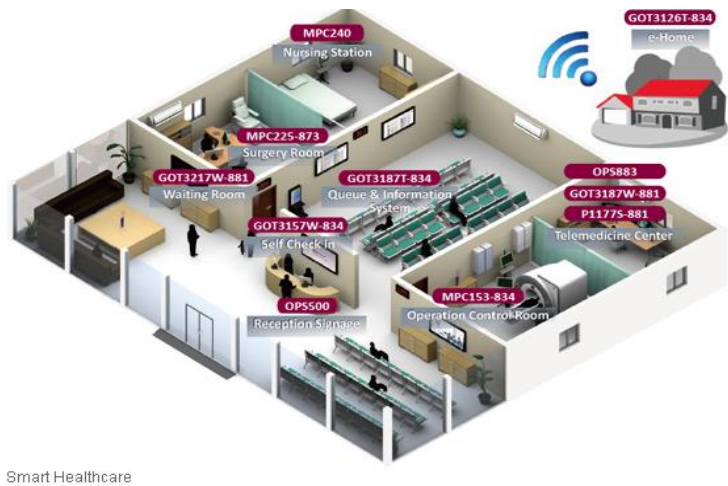 GOT3126T-834
e-Home
MPC240
Nursing Station
MPC225-873
Surgery Room
GOT3217W-881
Waiting Room
GOT3187T-834
Queue & Information
System
OPS883
GOT3187W-881
P1177S-881
Telemedicine Center
GOT3157W-834
Self Check in
OPS500
Reception Signage
MPC153-834
Operation Control Room
Smart Healthcare